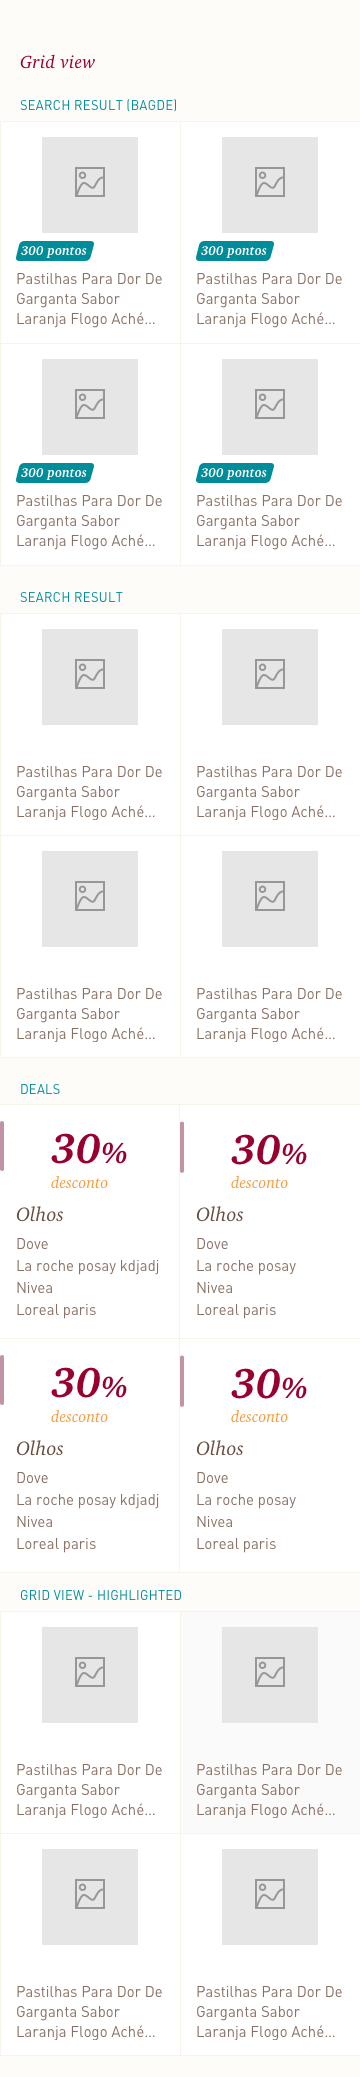 Grid view
SEARCH RESULT (BAGDE)
300 pontos
Pastilhas Para Dor De
Garganta Sabor
Laranja Flogo Aché...
300 pontos
Pastilhas Para Dor De
Garganta Sabor
Laranja Flogo Aché...
300 pontos
Pastilhas Para Dor De
Garganta Sabor
Laranja Flogo Aché...
300 pontos
Pastilhas Para Dor De
Garganta Sabor
Laranja Flogo Aché...
SEARCH RESULT
Pastilhas Para Dor De
Garganta Sabor
Laranja Flogo Aché...
Pastilhas Para Dor De
Garganta Sabor
Laranja Flogo Aché...
Pastilhas Para Dor De
Garganta Sabor
Laranja Flogo Aché...
Pastilhas Para Dor De
Garganta Sabor
Laranja Flogo Aché...
DEALS
30%
desconto
Olhos
Dove
La roche posay kdjadj
Nivea
Loreal paris
30%
desconto
Olhos
Dove
La roche posay
Nivea
Loreal paris
30%
desconto
Olhos
Dove
La roche posay kdjadj
Nivea
Loreal paris
30%
desconto
Olhos
Dove
La roche posay
Nivea
Loreal paris
GRID VIEW - HIGHLIGHTED
Pastilhas Para Dor De
Garganta Sabor
Laranja Flogo Aché...
Pastilhas Para Dor De
Garganta Sabor
Laranja Flogo Aché...
Pastilhas Para Dor De
Garganta Sabor
Laranja Flogo Aché...
Pastilhas Para Dor De
Garganta Sabor
Laranja Flogo Aché...